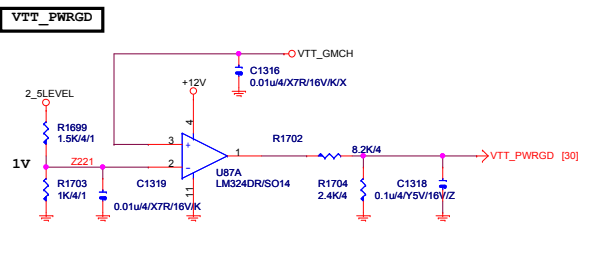 VTT_PWRGD
VTT_GMCH
C1316
0.01u/4/X7R/16V/K/X
+12V
2_5LEVEL
4
R1699
1.5K/4/1
3
+
R1702
8.2K/4
1
VTT_PWRGD [30]
1V
Z221
2
-
U87A
LM324DR/SO14
11
R1703
1K/4/1
C1319
0.01u/4/X7R/16V/K
R1704
2.4K/4
C1318
0.1u/4/Y5V/16V/Z